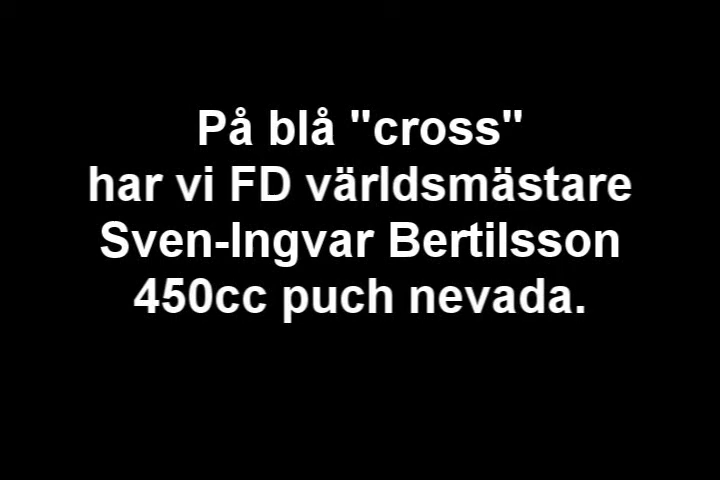 På blå "cross"
har vi FD världsmästare
Sven-Ingvar Bertilsson
450cc puch nevada.